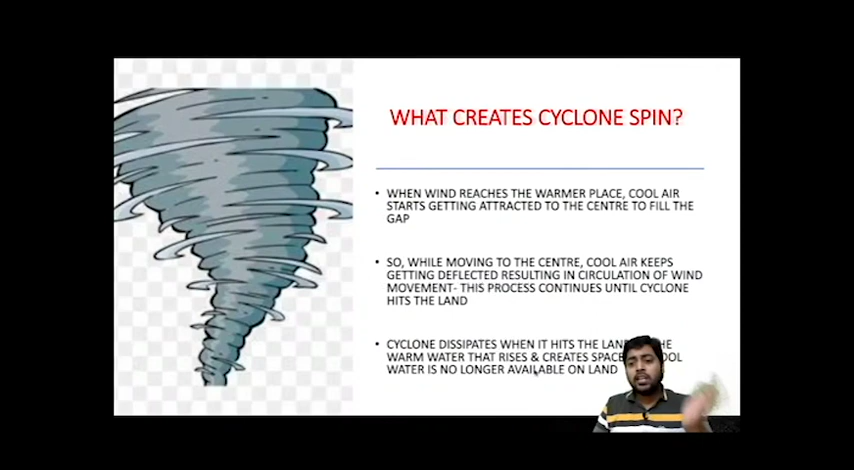 WHAT CREATES CYCLONE SPIN?
• WHEN WIND REACHES THE WARMER PLACE, COOL AIR
STARTS GETTING ATTRACTED TO THE CENTRE TO FILL THE
GAP
• SO, WHILE MOVING TO THE CENTRE, COOL AIR KEEPS
GETTING DEFLECTED RESULTING IN CIRCULATION OF WIND
MOVEMENT- THIS PROCESS CONTINUES UNTIL CYCLONE
HITS THE LAND
• CYCLONE DISSIPATES WHEN IT HITS THE
WARM WATER THAT RISES & CREATES
WATER IS NO LONGER AVAILABLE ON LAND